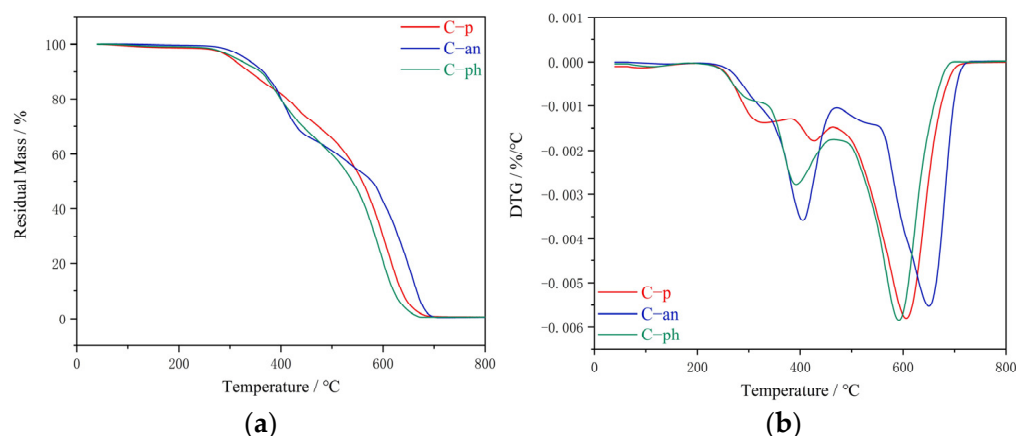 C−p
C−an
C−ph
100
80
60
40
20
0
Residual Mass / %
0 200 400 600 800
Temperature / °C
(a)
0.001
0.000
-0.001
-0.002
-0.003
-0.004
-0.005
-0.006
DTG / %/°C
C−p
C−an
C−ph
0 200 400 600 800
Temperature / °C
(b)